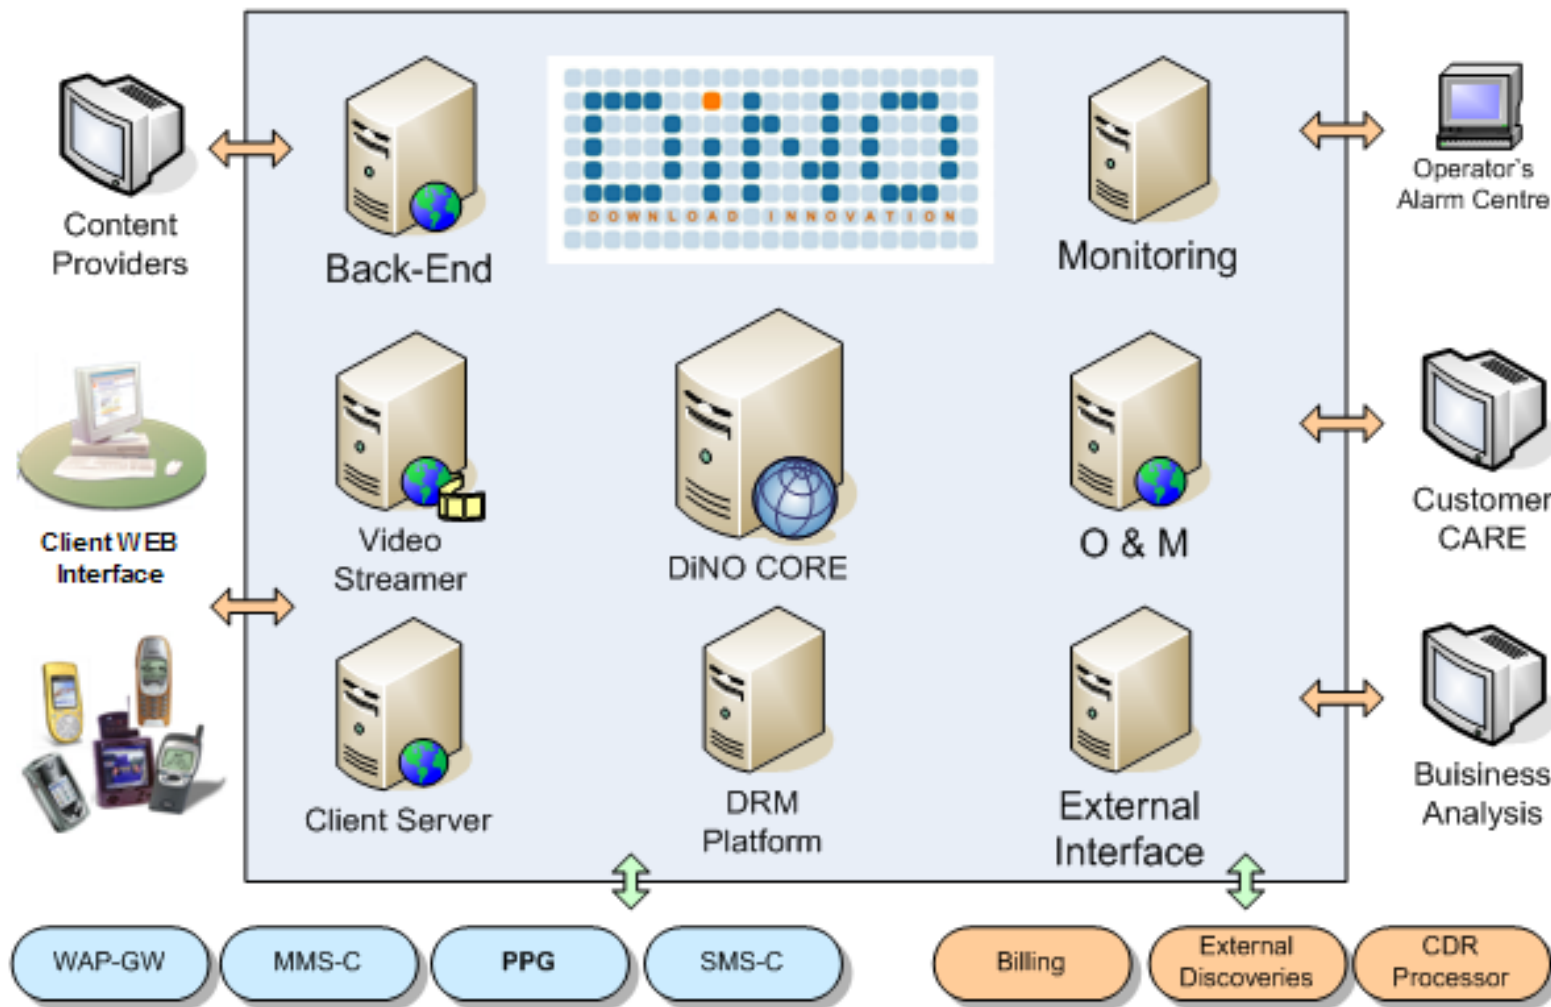 DiNO
DOWNLOAD INNOVATION
Content
Providers
Back-End
Monitoring
Operator`s
Alarm Centre
Client WEB
Interface
Video
Streamer
DiNO CORE
O & M
Customer
CARE
Client Server
DRM
Platform
External
Interface
Buisiness
Analysis
WAP-GW
MMS-C
PPG
SMS-C
Billing
External
Discoveries
CDR
Processor